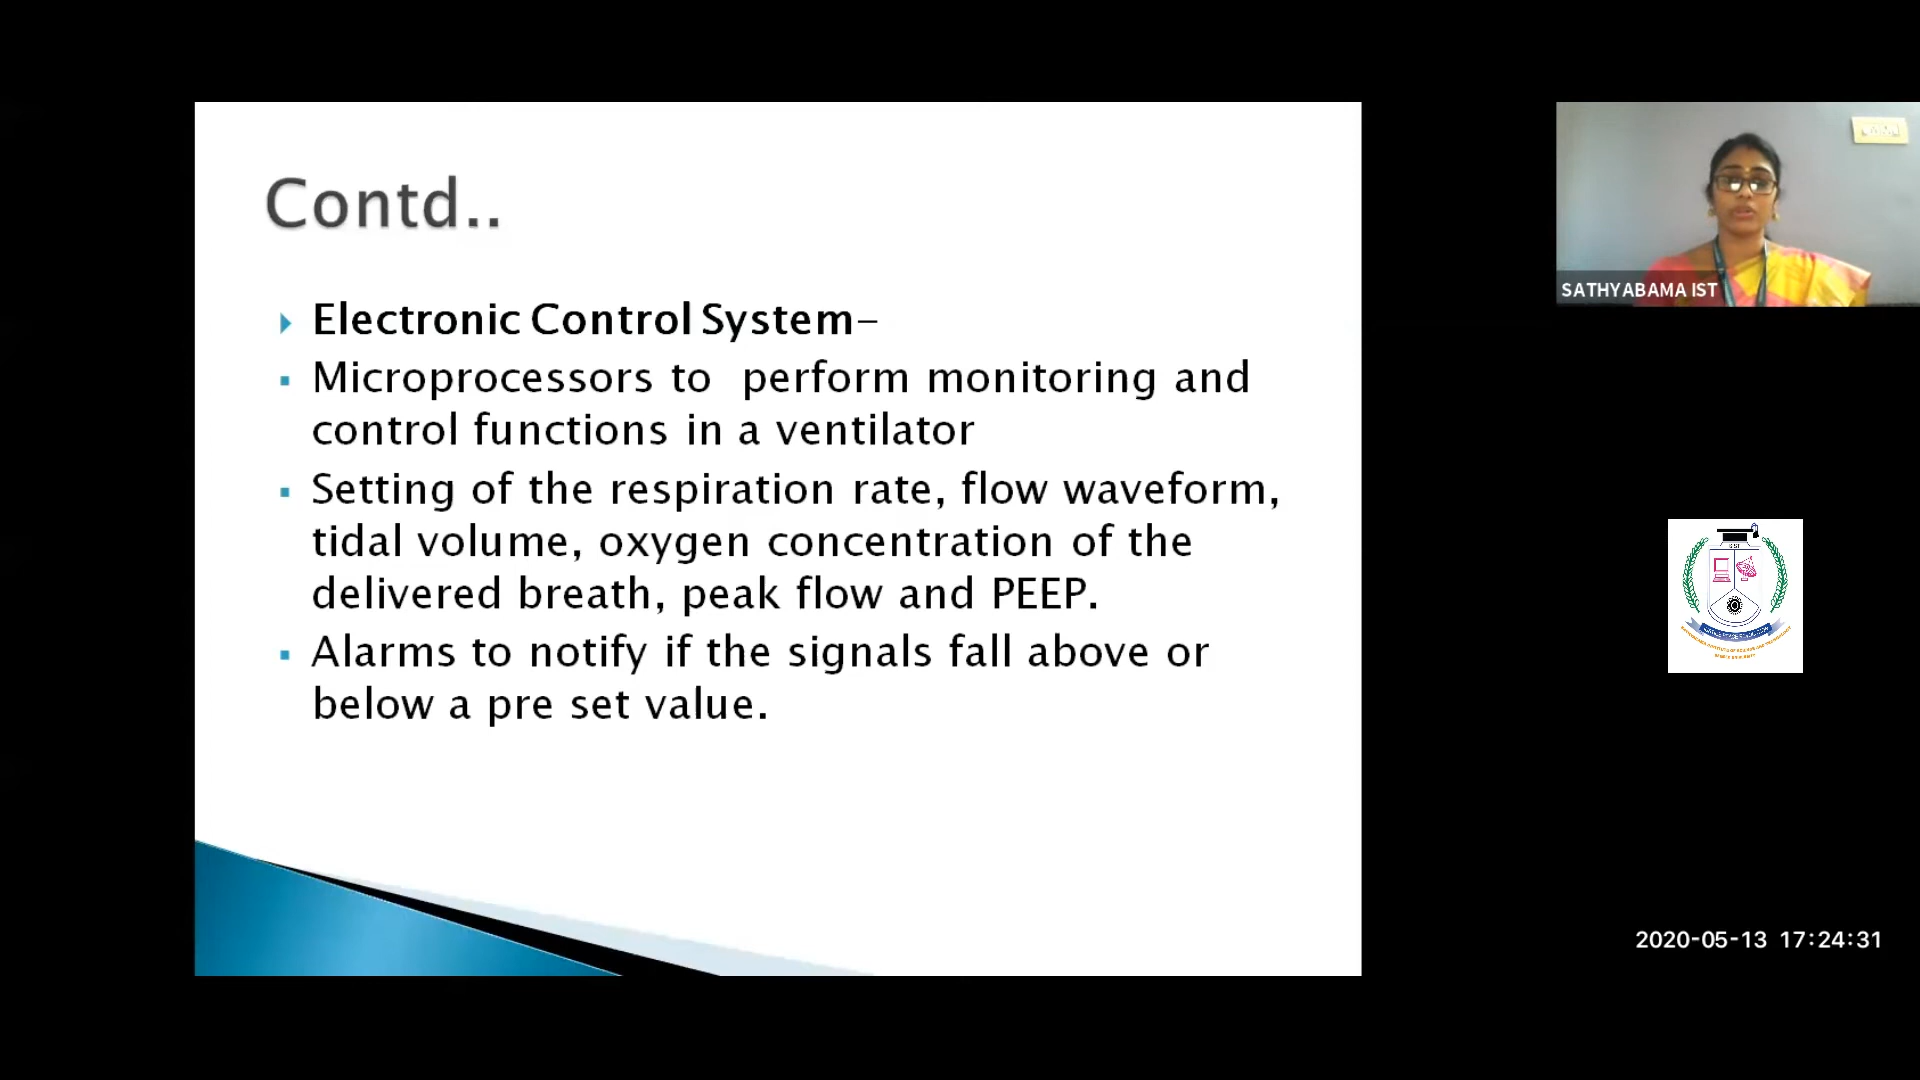 Contd..
Electronic Control System-
Microprocessors to perform monitoring and
control functions in a ventilator
Setting of the respiration rate, flow waveform,
tidal volume, oxygen concentration of the
delivered breath, peak flow and PEEP.
Alarms to notify if the signals fall above or
below a pre set value.
SATHYABAMA IST
2020-05-13 17:24:31